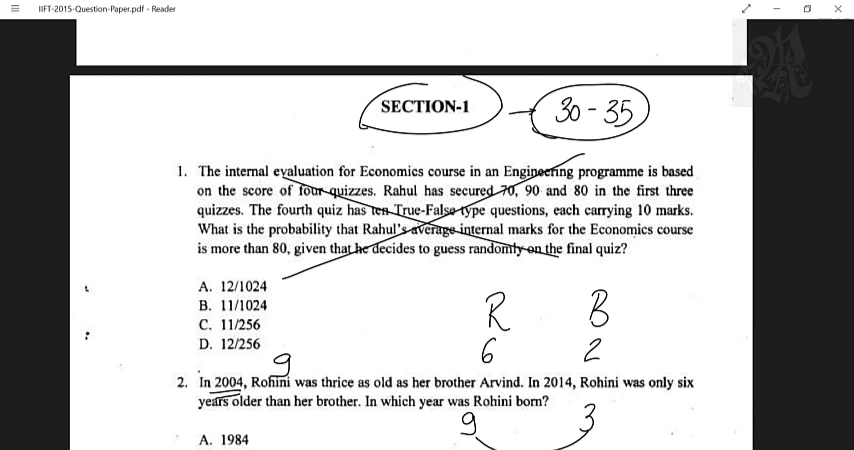 IIFT-2015-Question-Paper.pdf - Reader
SECTION-1
30 - 35
1. The internal evaluation for Economics course in an Engineering programme is based
on the score of four quizzes. Rahul has secured 70, 90 and 80 in the first three
quizzes. The fourth quiz has ten True-False type questions, each carrying 10 marks.
What is the probability that Rahul's average internal marks for the Economics course
is more than 80, given that he decides to guess randomly on the final quiz?
A. 12/1024
B. 11/1024
C. 11/256
D. 12/256
R B
6 2
9
2. In 2004, Rohini was thrice as old as her brother Arvind. In 2014, Rohini was only six
years older than her brother. In which year was Rohini born?
9 3
A. 1984